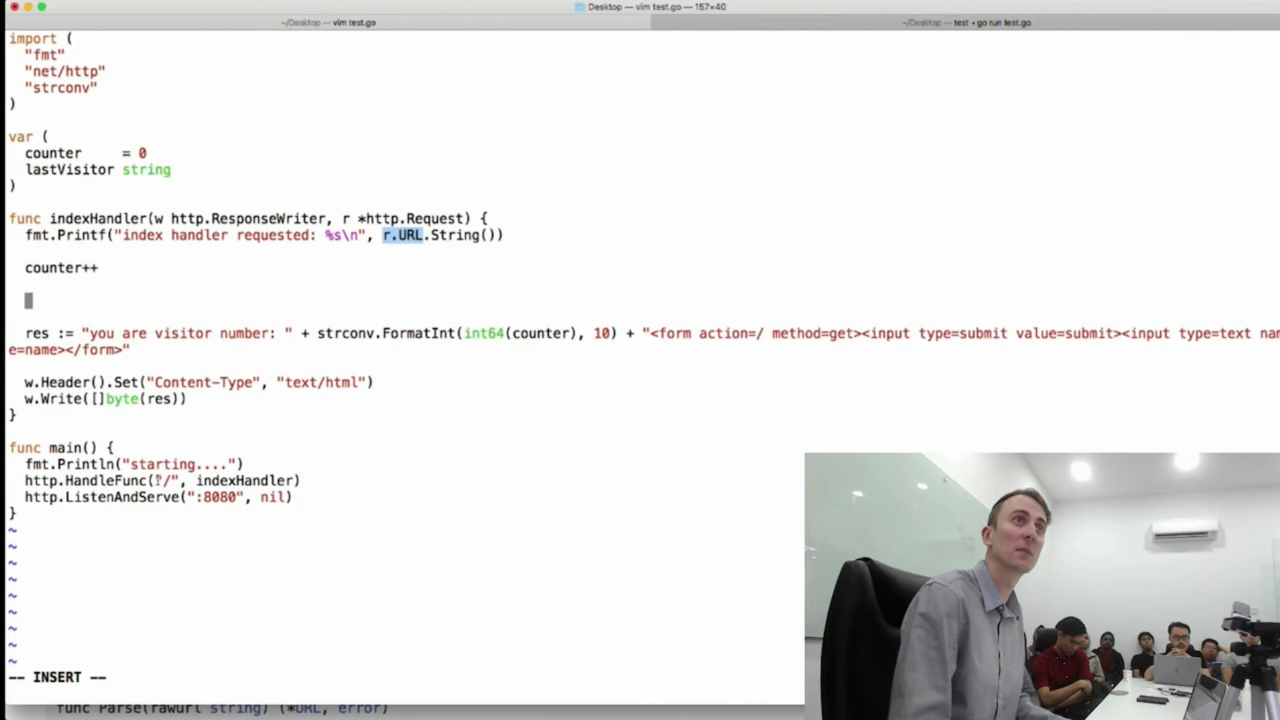 Desktop — vim test.go — 157×40
~/Desktop — vim test.go
~/Desktop — test • go run test.go
import (
"fmt"
"net/http"
"strconv"
)
var (
counter = 0
lastVisitor string
)
func indexHandler(w http.ResponseWriter, r *http.Request) {
fmt.Printf("index handler requested: %s\n", r.URL.String())
counter++
res := "you are visitor number: " + strconv.FormatInt(int64(counter), 10) + "<form action=/ method=get><input type=submit value=submit><input type=text nam
e=name></form>"
w.Header().Set("Content-Type", "text/html")
w.Write([]byte(res))
}
func main() {
fmt.Println("starting....")
http.HandleFunc("/", indexHandler)
http.ListenAndServe(":8080", nil)
}
~
~
~
~
~
~
~
~
~
-- INSERT --
func Parse(rawurl string) (*URL, error)